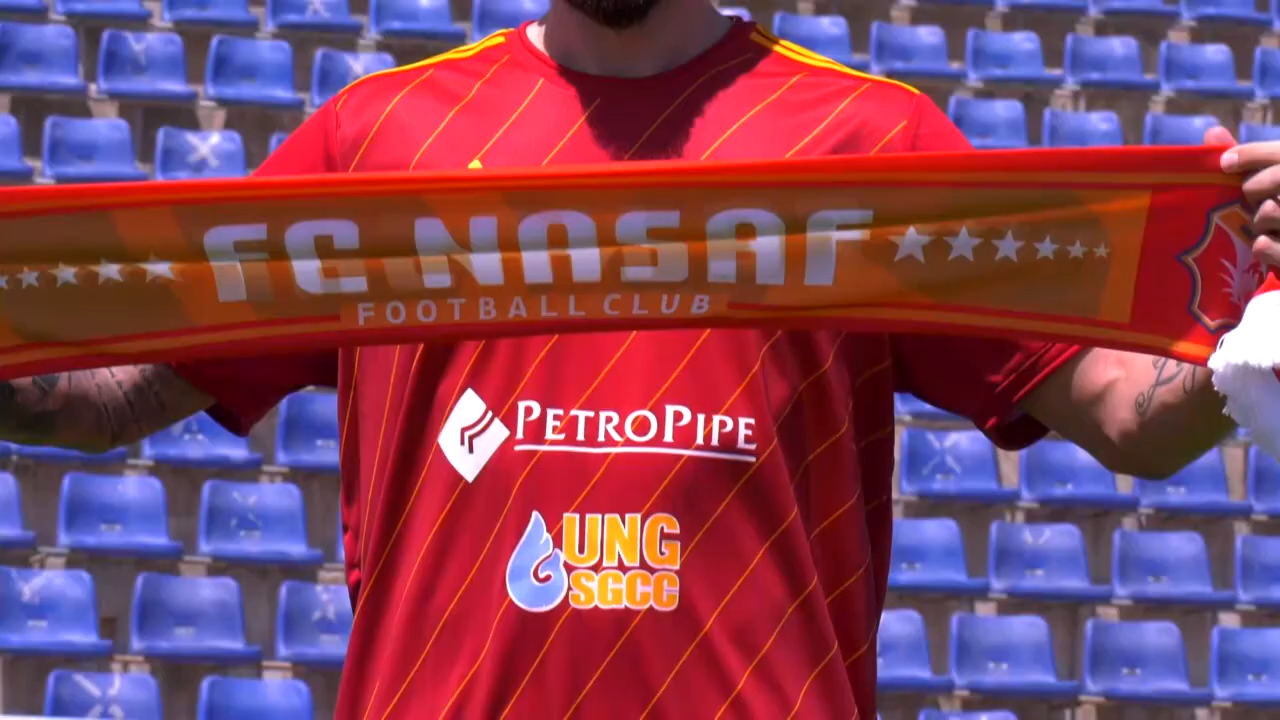 FC NASAF
FOOTBALL CLUB
PETROPIPE
UNG
SGCC